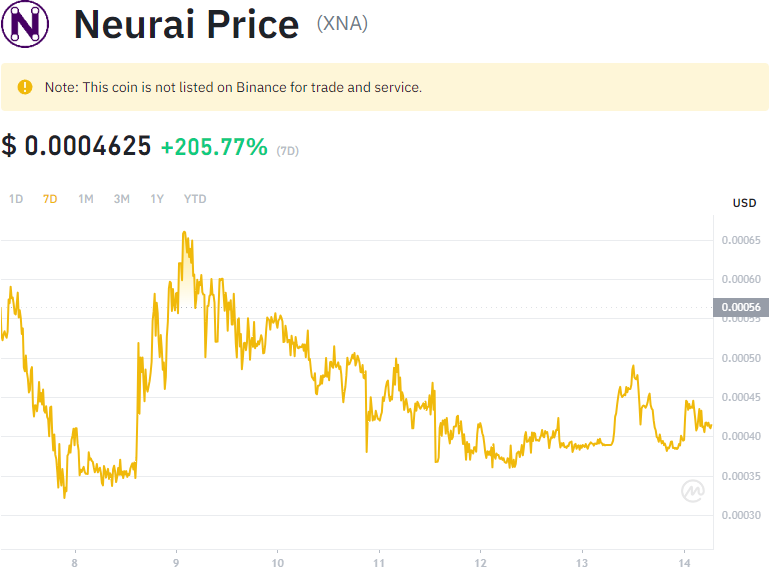 Neurai Price (XNA)
Note: This coin is not listed on Binance for trade and service.
$ 0.0004625 +205.77% (7D)
1D 7D 1M 3M 1Y YTD
USD
0.00065
0.00060
0.00056
0.00055
0.00050
0.00045
0.00040
0.00035
0.00030
8 9 10 11 12 13 14